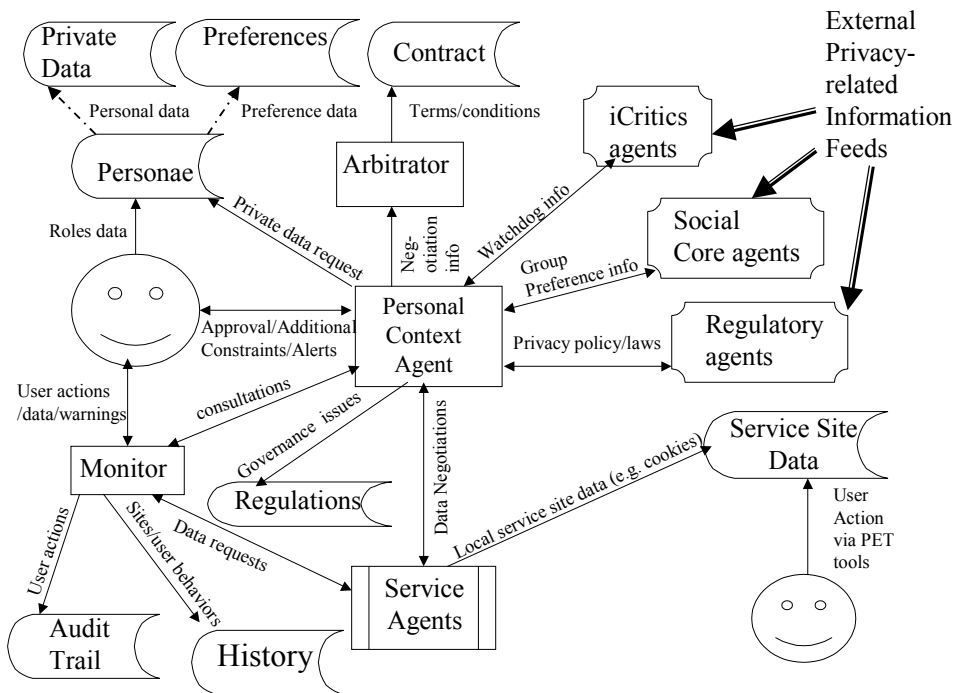 Private
Data
Preferences
Contract
External
Privacy-
related
Information
Feeds
Personal data
Preference data
Terms/conditions
iCritics
agents
Personae
Arbitrator
Roles data
Private data request
Neg-
otiation
info
Watchdog info
Social
Core agents
Group
Preference info
Personal
Context
Agent
Approval/Additional
Constraints/Alerts
Regulatory
agents
Privacy policy/laws
User actions
/data/warnings
consultations
Governance issues
Data Negotiations
Service Site
Data
Monitor
Regulations
Local service site data (e.g. cookies)
User
Action
via PET
tools
User actions
Sites/user behaviors
Data requests
Service
Agents
Audit
Trail
History